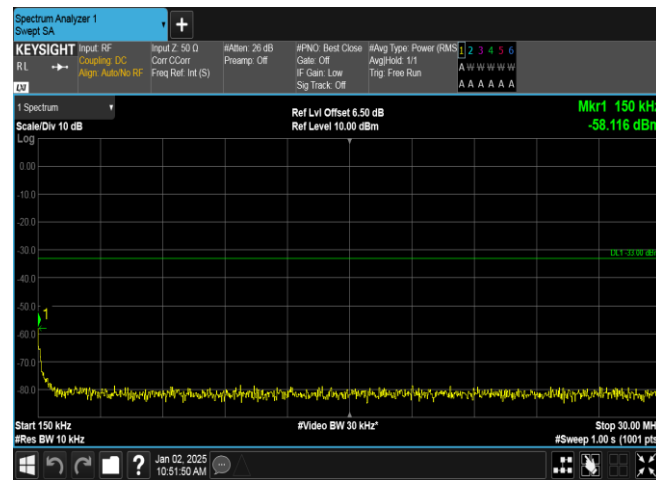 Spectrum Analyzer 1
Swept SA
+
KEYSIGHT
RL
LXI
Input: RF
Coupling: DC
Align: Auto/No RF
Input Z: 50 Ω
Corr CCorr
Freq Ref: Int (S)
#Atten: 26 dB
Preamp: Off
#PNO: Best Close
Gate: Off
IF Gain: Low
Sig Track: Off
#Avg Type: Power (RMS
Avg|Hold: 1/1
Trig: Free Run
1 2 3 4 5 6
A W W W W W
A A A A A A
1 Spectrum
Scale/Div 10 dB
Log
Ref Lvl Offset 6.50 dB
Ref Level 10.00 dBm
Mkr1 150 kHz
-58.116 dBm
0.00
-10.0
-20.0
-30.0
DL1 -33.00 dBm
-40.0
-50.0
1
-60.0
-70.0
-80.0
Start 150 kHz
#Res BW 10 kHz
#Video BW 30 kHz*
Stop 30.00 MH
#Sweep 1.00 s (1001 pts
?
Jan 02, 2025
10:51:50 AM